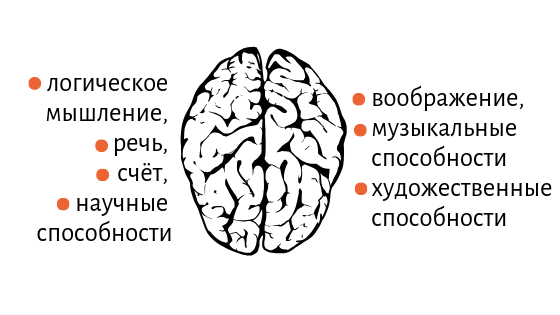 • логическое
мышление,
• речь,
• счёт,
• научные
способности
• воображение,
• музыкальные
способности
• художественные
способности